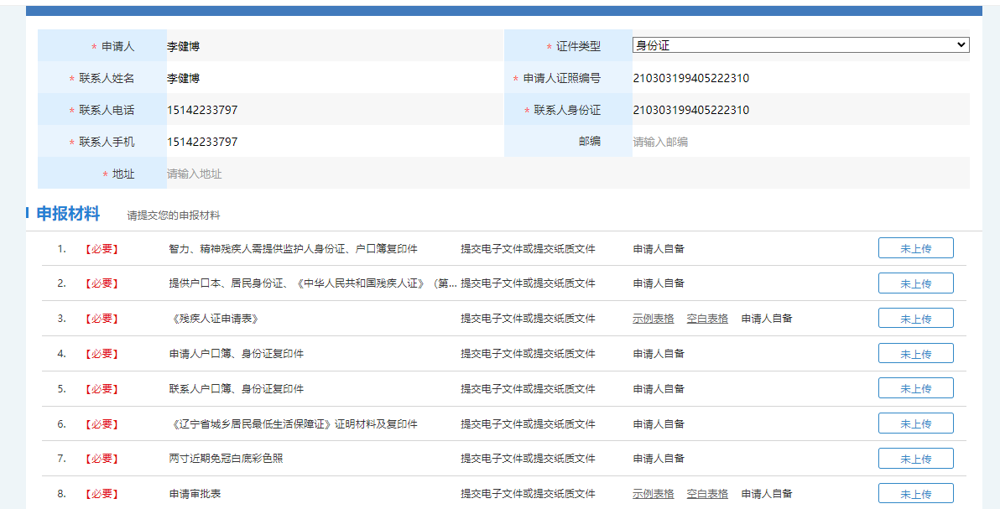 * 申请人 李健博 * 证件类型 身份证
* 联系人姓名 李健博 * 申请人证照编号 210303199405222310
* 联系人电话 15142233797 * 联系人身份证 210303199405222310
* 联系人手机 15142233797 邮编 请输入邮编
* 地址 请输入地址
申报材料 请提交您的申报材料
1. 【必要】 智力、精神残疾人需提供监护人身份证、户口簿复印件 提交电子文件或提交纸质文件 申请人自备 未上传
2. 【必要】 提供户口本、居民身份证、《中华人民共和国残疾人证》（第... 提交电子文件或提交纸质文件 申请人自备 未上传
3. 【必要】 《残疾人证申请表》 提交电子文件或提交纸质文件 示例表格 空白表格 申请人自备 未上传
4. 【必要】 申请人户口簿、身份证复印件 提交电子文件或提交纸质文件 申请人自备 未上传
5. 【必要】 联系人户口簿、身份证复印件 提交电子文件或提交纸质文件 申请人自备 未上传
6. 【必要】 《辽宁省城乡居民最低生活保障证》证明材料及复印件 提交电子文件或提交纸质文件 申请人自备 未上传
7. 【必要】 两寸近期免冠白底彩色照 提交电子文件或提交纸质文件 申请人自备 未上传
8. 【必要】 申请审批表 提交电子文件或提交纸质文件 示例表格 空白表格 申请人自备 未上传